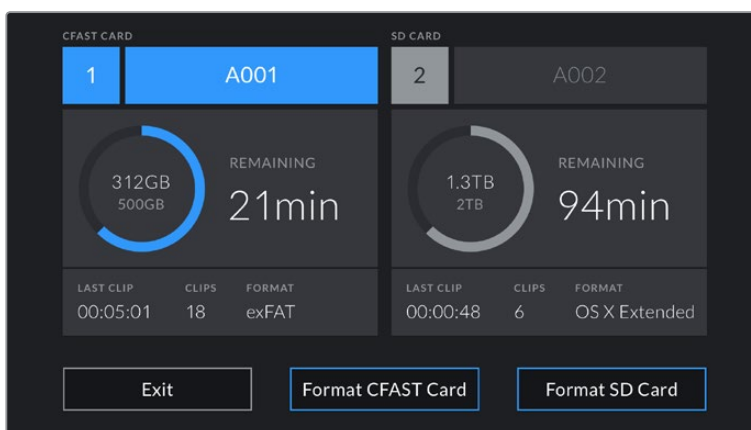 CFAST CARD
1 A001
312GB
500GB
REMAINING
21min
LAST CLIP CLIPS FORMAT
00:05:01 18 exFAT
SD CARD
2 A002
1.3TB
2TB
REMAINING
94min
LAST CLIP CLIPS FORMAT
00:00:48 6 OS X Extended
Exit Format CFAST Card Format SD Card